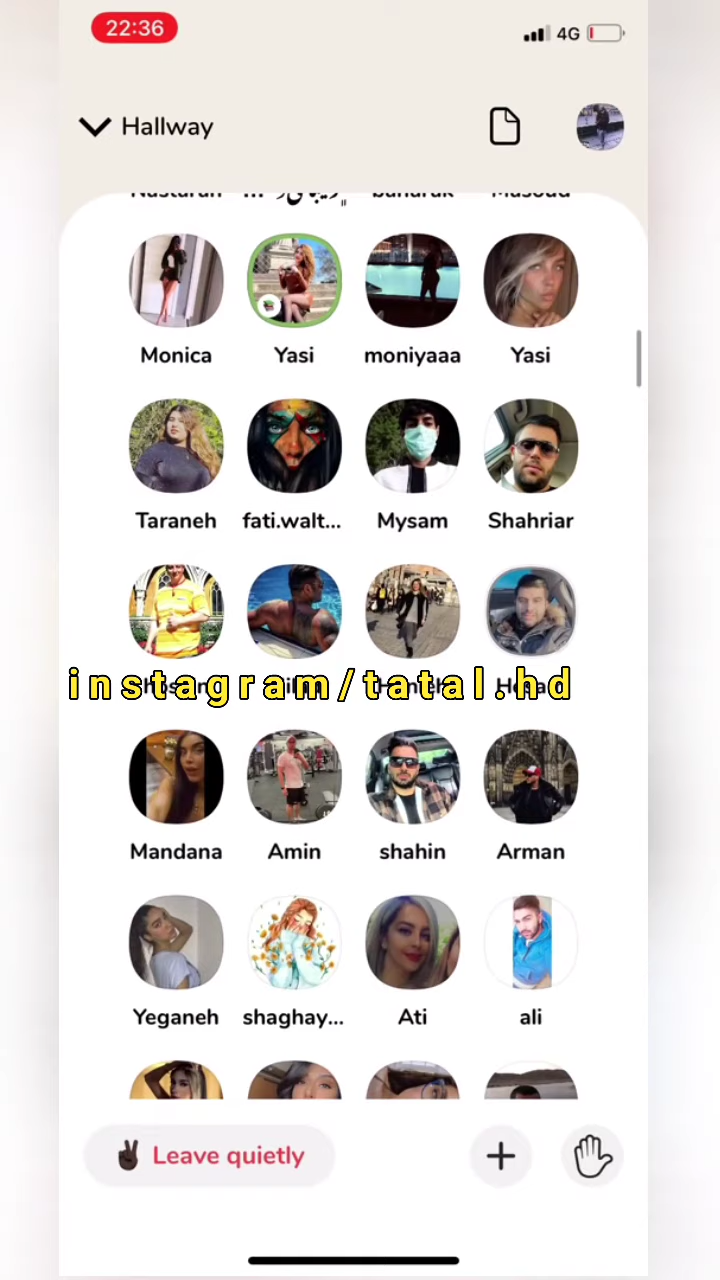 22:36
4G
Hallway
Monica Yasi moniyaaa Yasi
Taraneh fati.walt... Mysam Shahriar
instagram/tatal.hd
Mandana Amin shahin Arman
Yeganeh shaghay... Ati ali
Leave quietly